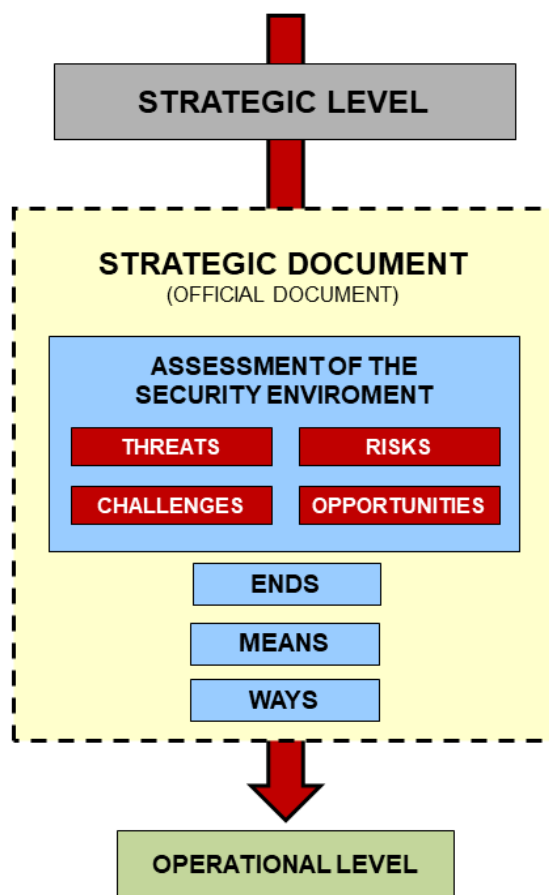 STRATEGIC LEVEL
STRATEGIC DOCUMENT
(OFFICIAL DOCUMENT)
ASSESSMENT OF THE
SECURITY ENVIROMENT
THREATS
RISKS
CHALLENGES
OPPORTUNITIES
ENDS
MEANS
WAYS
OPERATIONAL LEVEL